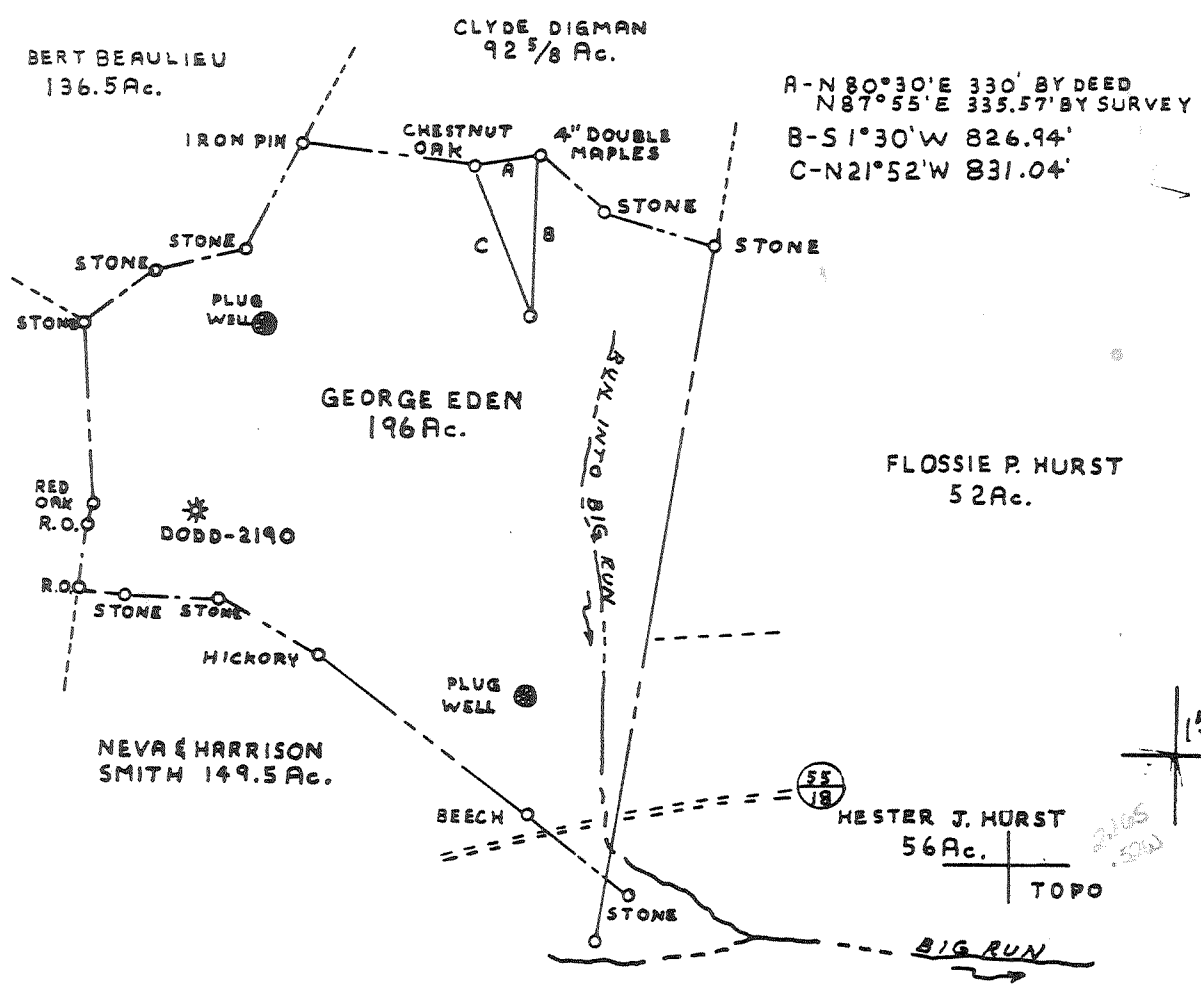 CLYDE DIGMAN
92 5/8 Ac.
BERT BEAULIEU
136.5 Ac.
A-N 80°30'E 330' BY DEED
N 87°55'E 335.57' BY SURVEY
B-S 1°30'W 826.94'
C-N 21°52'W 831.04'
IRON PIN
CHESTNUT
OAK
4" DOUBLE
MAPLES
A
STONE
STONE
STONE
STONE
C
B
STONE
PLUG
WELL
RUN INTO BIG RUN
GEORGE EDEN
196 Ac.
FLOSSIE P. HURST
52 Ac.
RED
OAK
R.O.
DODD-2190
R.O.
STONE
STONE
HICKORY
PLUG
WELL
NEVA & HARRISON
SMITH 149.5 Ac.
55
18
BEECH
HESTER J. HURST
56 Ac.
TOPO
STONE
BIG RUN